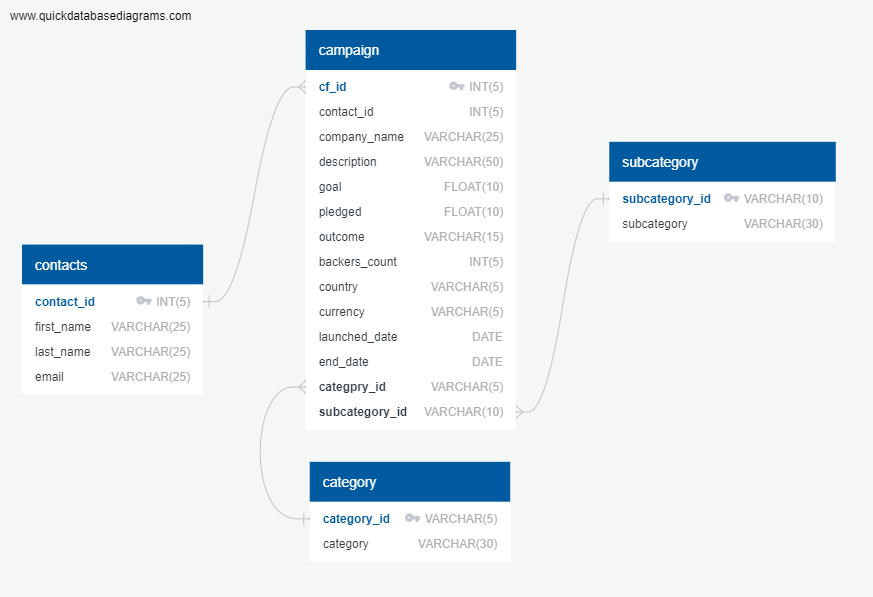 www.quickdatabasediagrams.com
campaign
cf_id INT(5)
contact_id INT(5)
company_name VARCHAR(25)
description VARCHAR(50)
goal FLOAT(10)
pledged FLOAT(10)
outcome VARCHAR(15)
backers_count INT(5)
country VARCHAR(5)
currency VARCHAR(5)
launched_date DATE
end_date DATE
categpry_id VARCHAR(5)
subcategory_id VARCHAR(10)
subcategory
subcategory_id VARCHAR(10)
subcategory VARCHAR(30)
contacts
contact_id INT(5)
first_name VARCHAR(25)
last_name VARCHAR(25)
email VARCHAR(25)
category
category_id VARCHAR(5)
category VARCHAR(30)